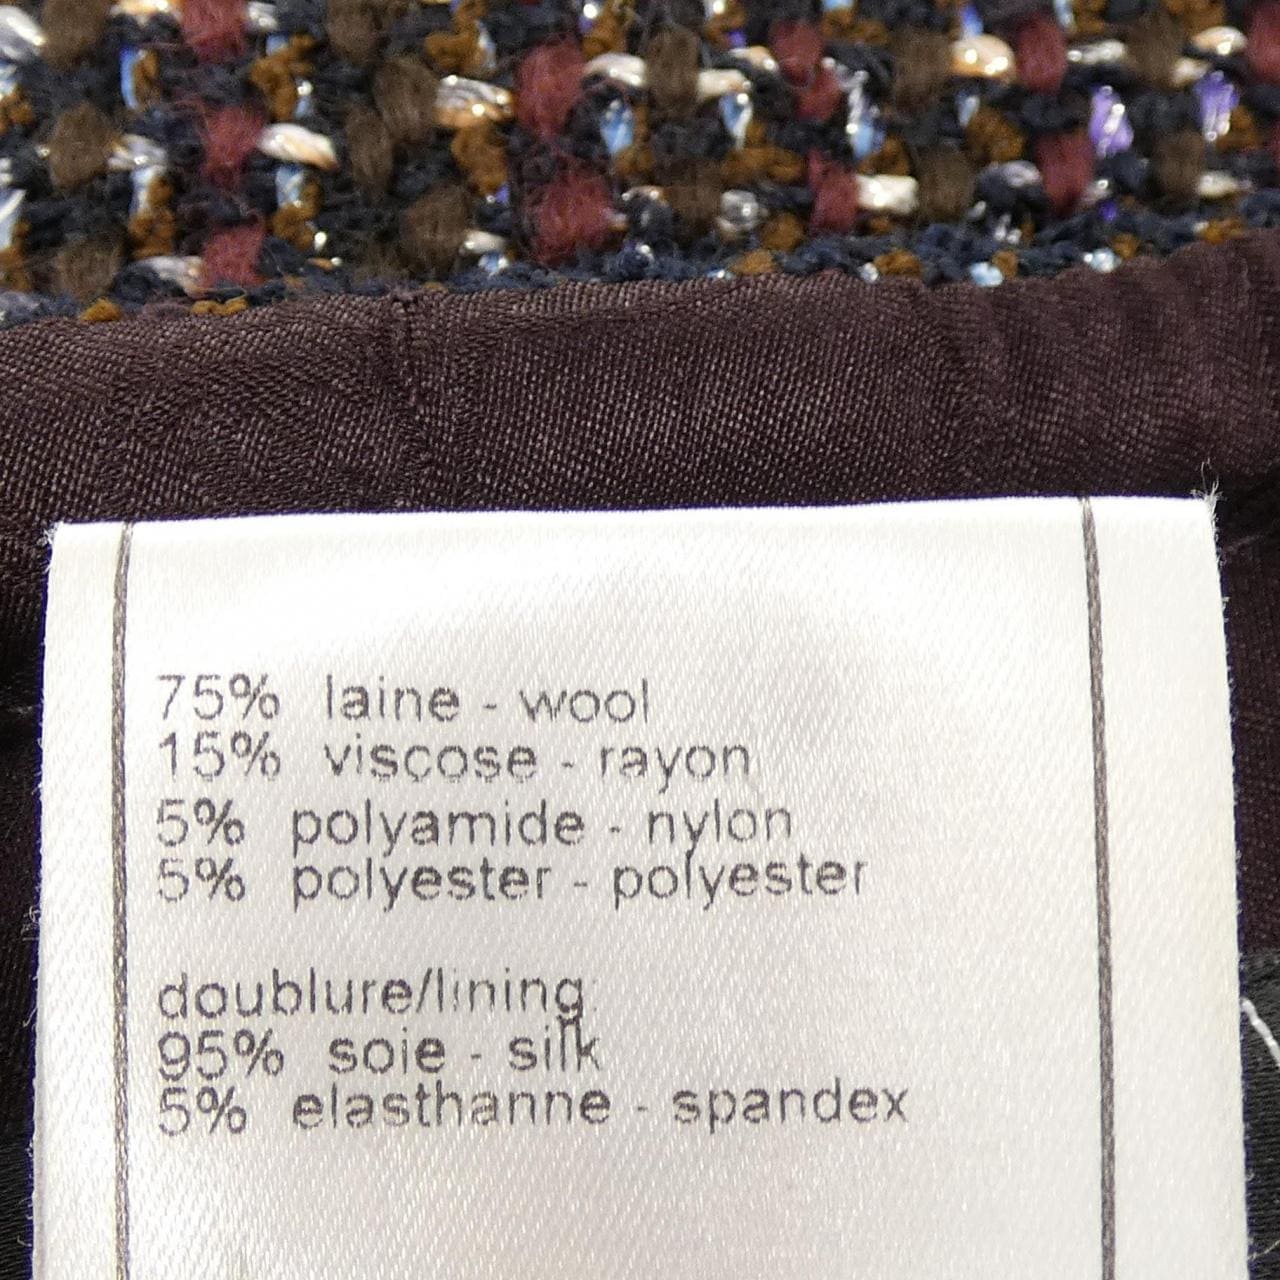 75% laine - wool
15% viscose - rayon
5% polyamide - nylon
5% polyester - polyester
doublure/lining:
95% soie - silk
5% elasthanne - spandex